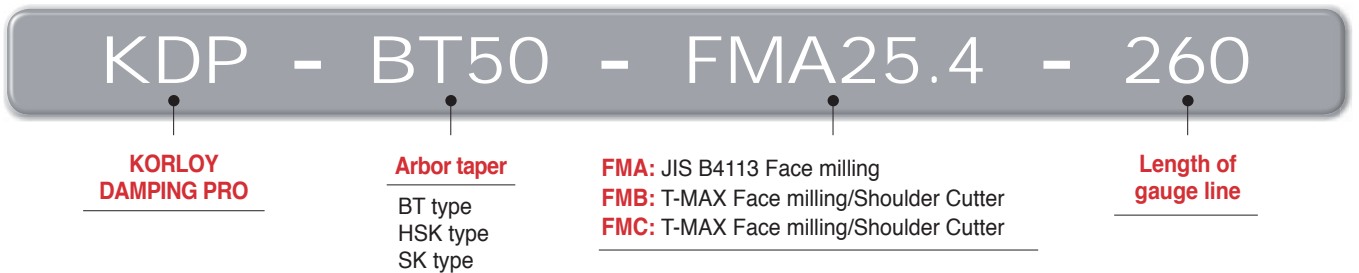 KDP - BT50 - FMA25.4 - 260
KORLOY
DAMPING PRO
Arbor taper
BT type
HSK type
SK type
FMA: JIS B4113 Face milling
FMB: T-MAX Face milling/Shoulder Cutter
FMC: T-MAX Face milling/Shoulder Cutter
Length of
gauge line